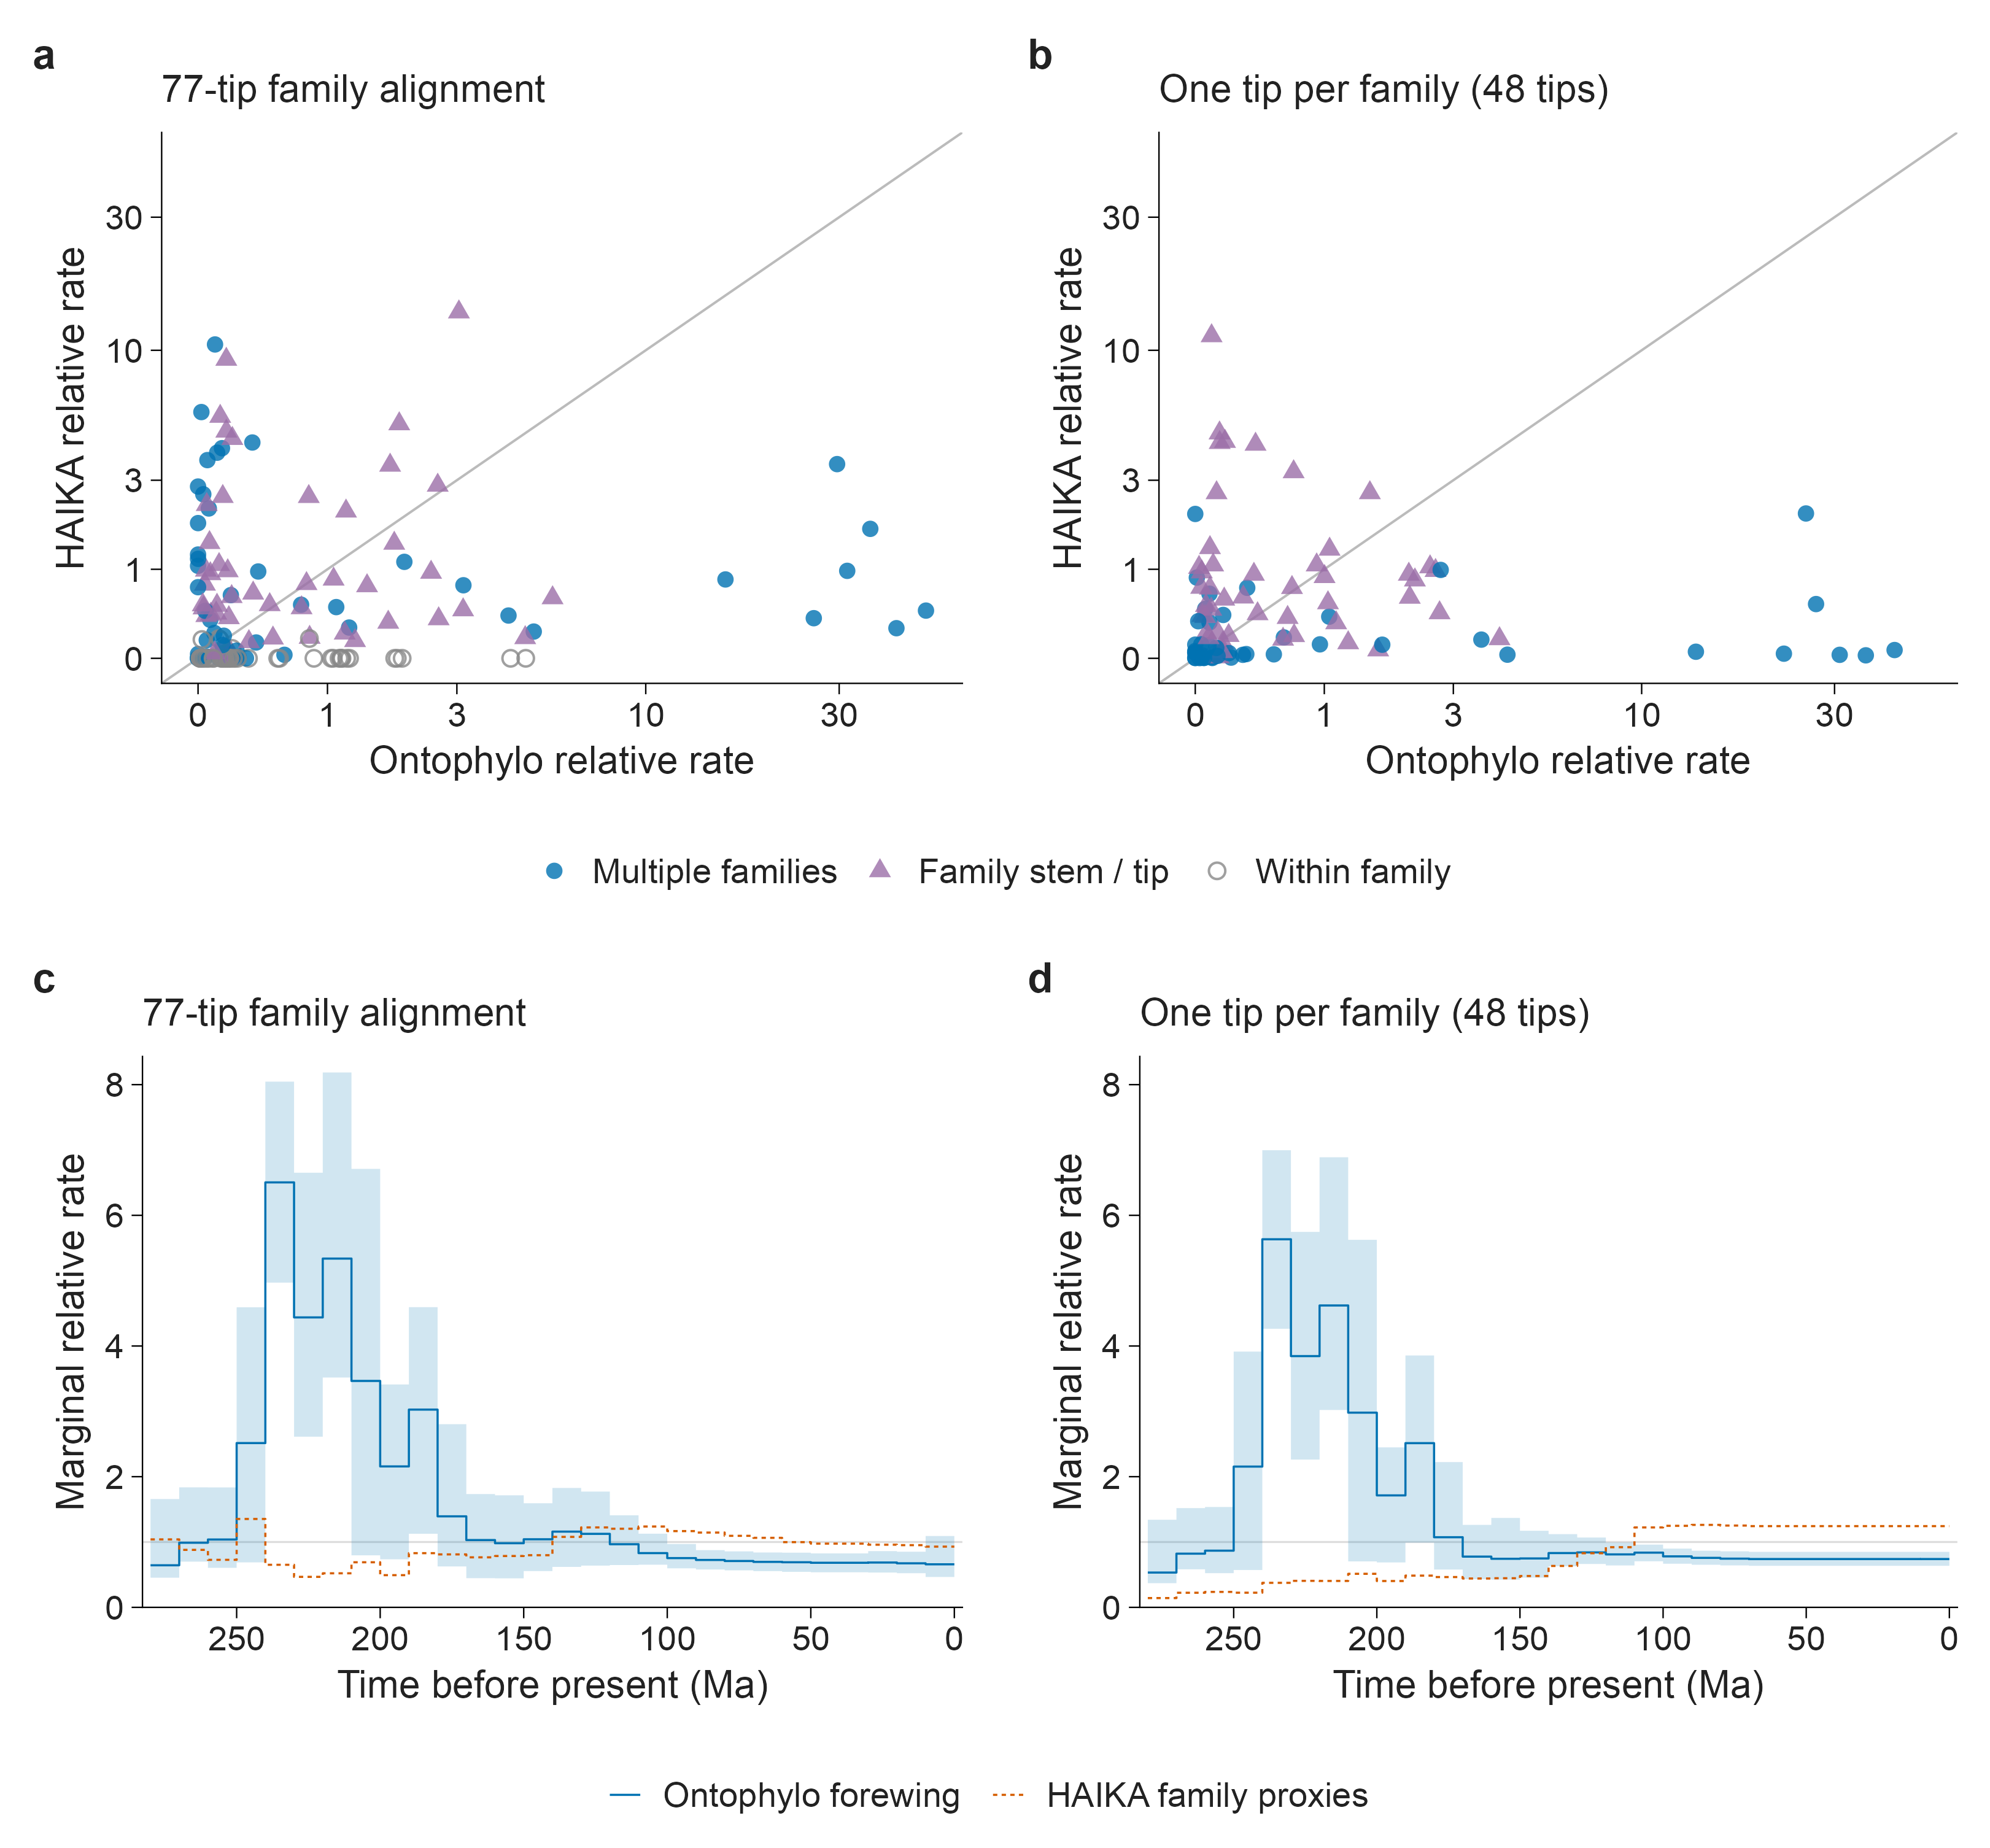 a
77-tip family alignment
HAIKA relative rate
30
10
3
1
0
0 1 3 10 30
Ontophylo relative rate
b
One tip per family (48 tips)
HAIKA relative rate
30
10
3
1
0
0 1 3 10 30
Ontophylo relative rate
Multiple families Family stem / tip Within family
c
77-tip family alignment
Marginal relative rate
8
6
4
2
0
250 200 150 100 50 0
Time before present (Ma)
d
One tip per family (48 tips)
Marginal relative rate
8
6
4
2
0
250 200 150 100 50 0
Time before present (Ma)
Ontophylo forewing HAIKA family proxies